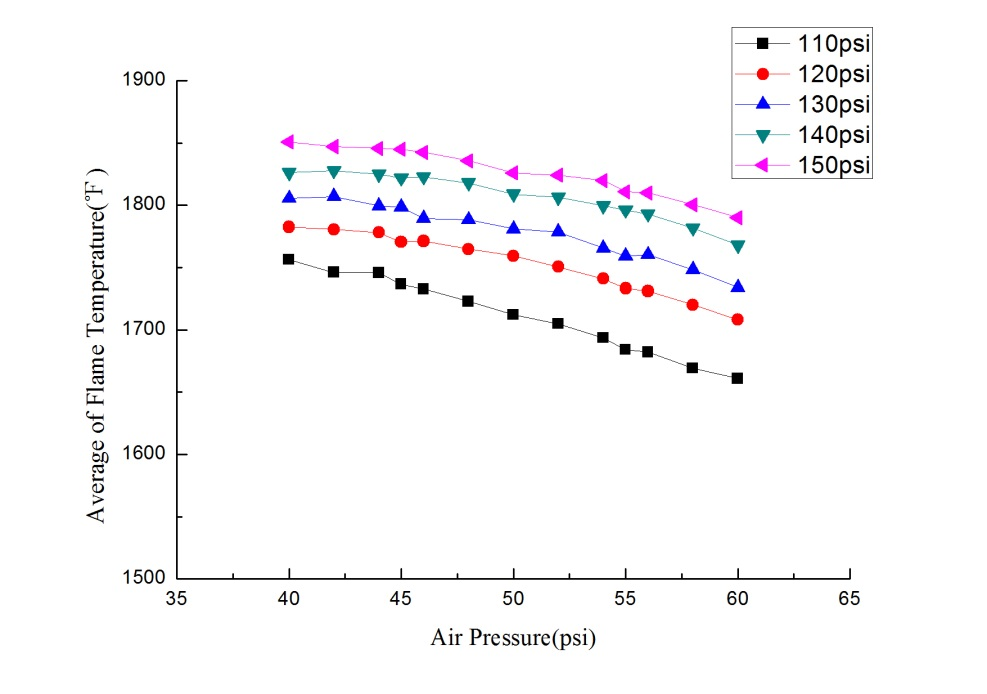 110psi
120psi
130psi
140psi
150psi
1900
1800
1700
1600
1500
Average of Flame Temperature(℉)
35 40 45 50 55 60 65
Air Pressure(psi)